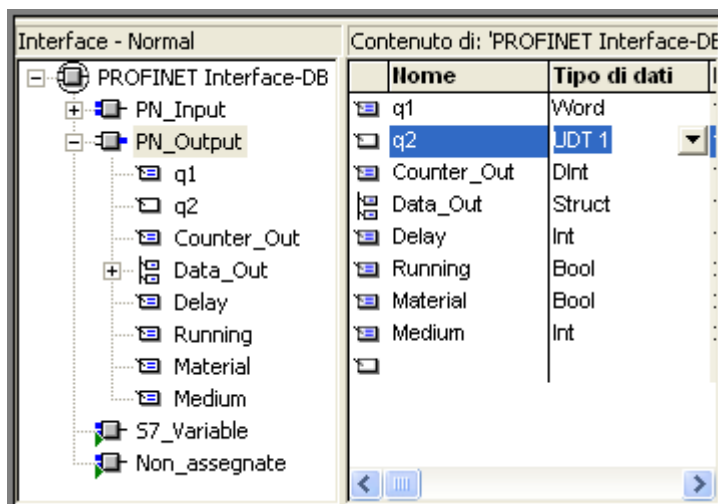 Interface - Normal
PROFINET Interface-DB
PN_Input
PN_Output
q1
q2
Counter_Out
Data_Out
Delay
Running
Material
Medium
S7_Variable
Non_assegnate
Contenuto di: 'PROFINET Interface-DB
Nome Tipo di dati
q1 Word
q2 UDT 1
Counter_Out DInt
Data_Out Struct
Delay Int
Running Bool
Material Bool
Medium Int